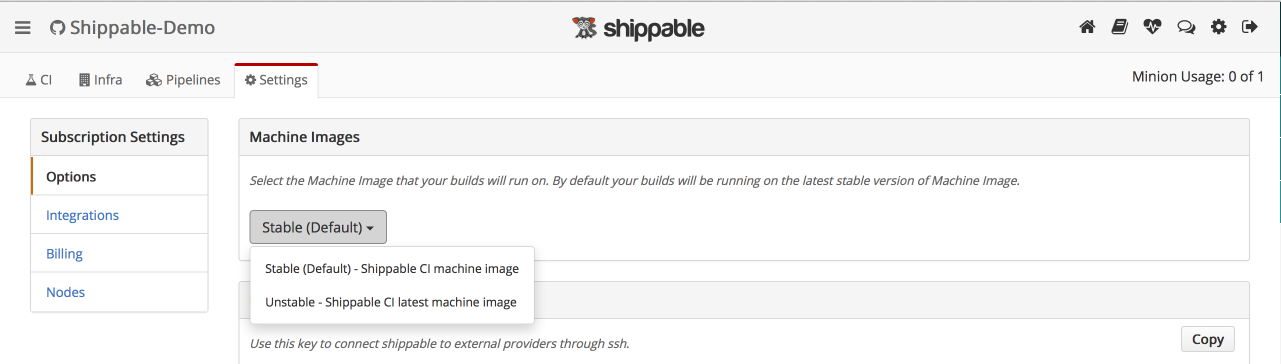 Shippable-Demo
shippable
CI
Infra
Pipelines
Settings
Minion Usage: 0 of 1
Subscription Settings
Options
Integrations
Billing
Nodes
Machine Images
Select the Machine Image that your builds will run on. By default your builds will be running on the latest stable version of Machine Image.
Stable (Default)
Stable (Default) - Shippable CI machine image
Unstable - Shippable CI latest machine image
Use this key to connect shippable to external providers through ssh.
Copy